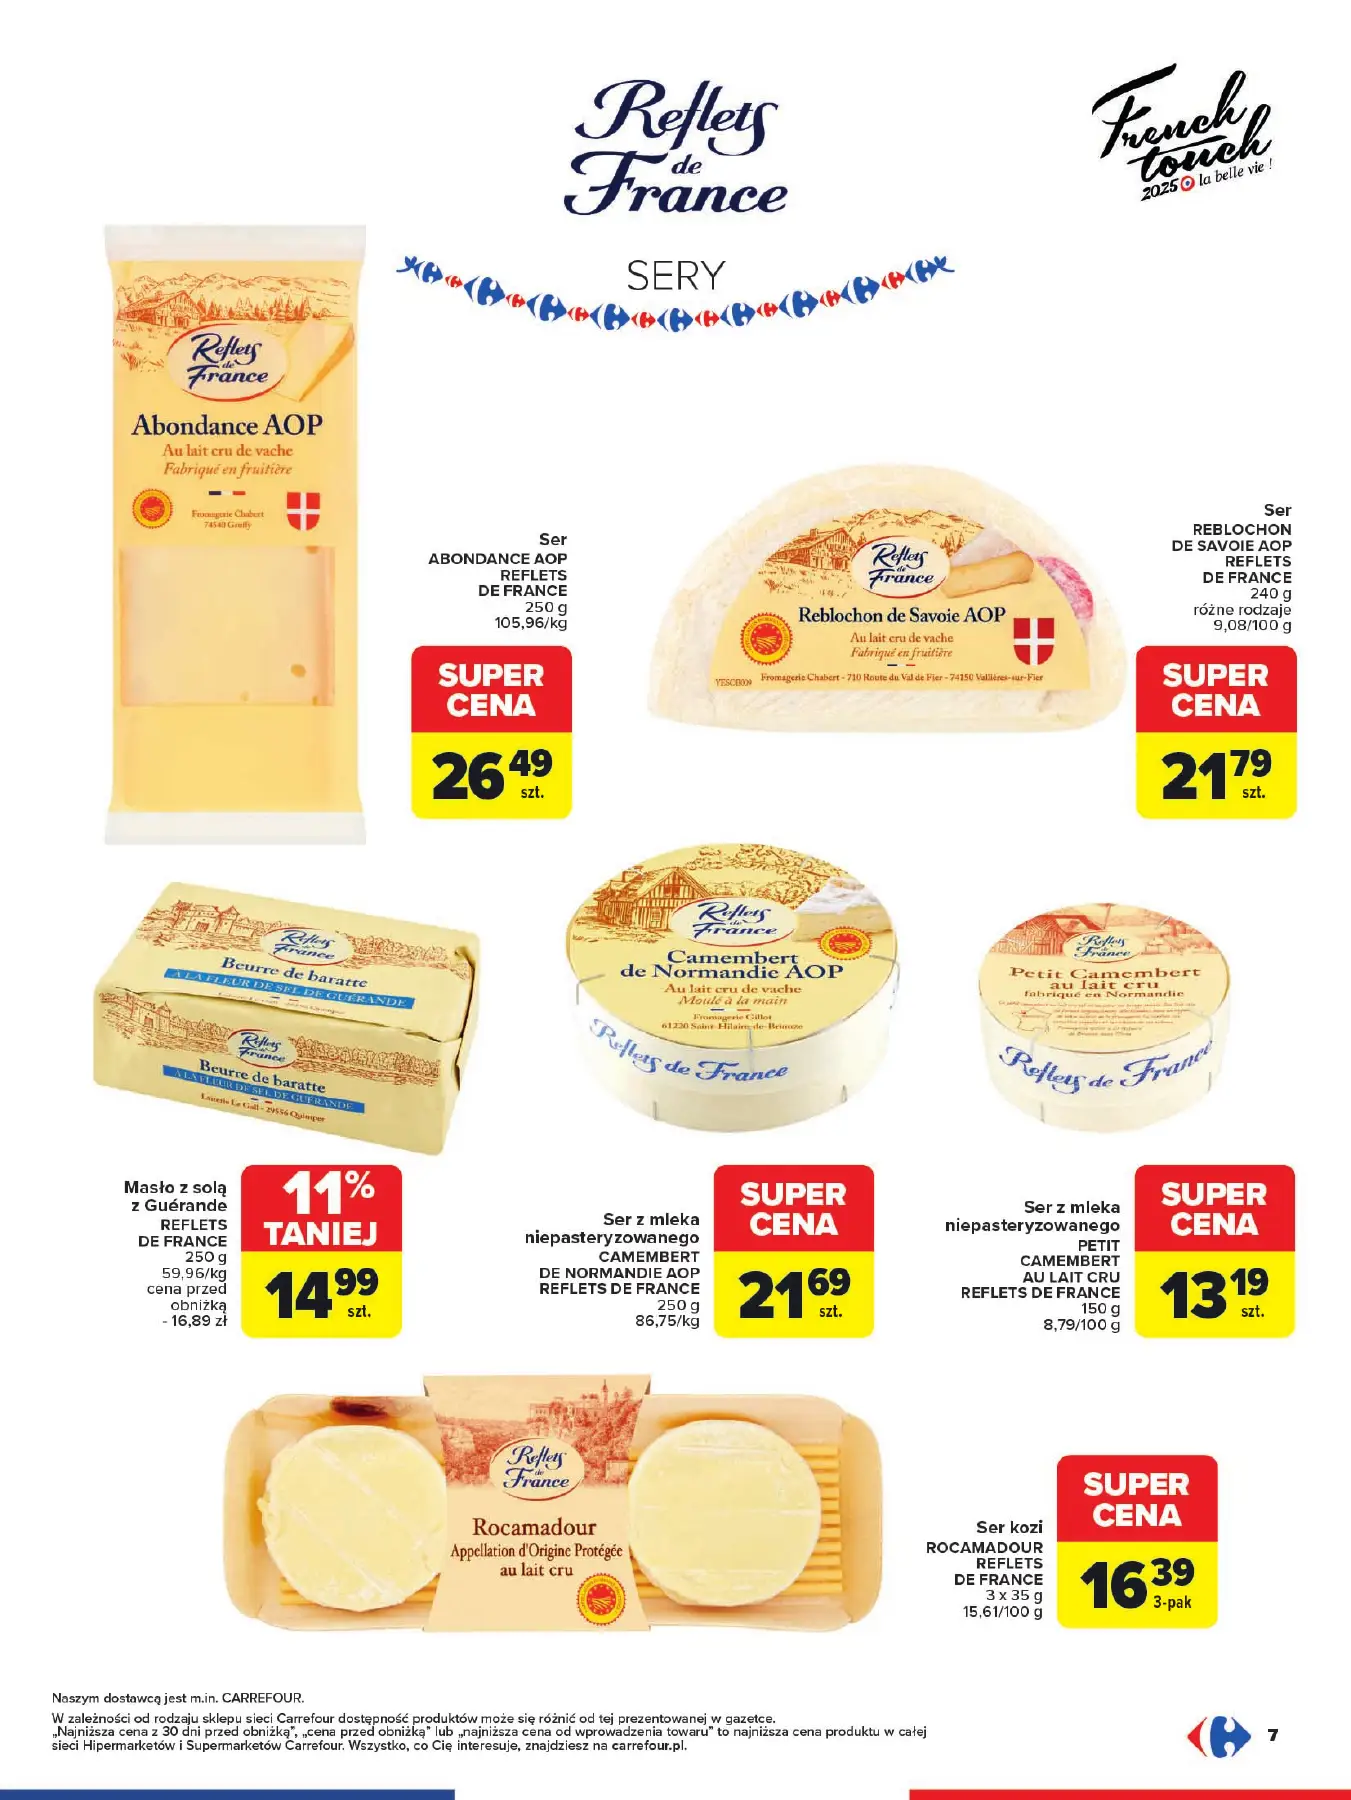 Reflets
de
France
French
touch
2025 la belle vie !
SERY
Reflets
de
France
Abondance AOP
Au lait cru de vache
Fabriqué en fruitière
Fromagerie Chabert
74540 Gruffy
Ser
ABONDANCE AOP
REFLETS
DE FRANCE
250 g
105,96/kg
SUPER
CENA
26 49
szt.
Reflets
de
France
Reblochon de Savoie AOP
Au lait cru de vache
Fabriqué en fruitière
Fromagerie Chabert - 710 Route du Val de Fier - 74150 Vallières-sur-Fier
Ser
REBLOCHON
DE SAVOIE AOP
REFLETS
DE FRANCE
240 g
różne rodzaje
9,08/100 g
SUPER
CENA
21 79
szt.
Reflets
de
France
Beurre de baratte
A LA FLEUR DE SEL DE GUÉRANDE
Reflets
de
France
Beurre de baratte
A LA FLEUR DE SEL DE GUÉRANDE
Laiterie Le Gall - 29556 Quimper
Masło z solą
z Guérande
REFLETS
DE FRANCE
250 g
59,96/kg
cena przed
obniżką
- 16,89 zł
11%
TANIEJ
14 99
szt.
Reflets
de
France
Camembert
de Normandie AOP
Au lait cru de vache
Moulé à la main
Fromagerie Gillot
61220 Saint-Hilaire-de-Briouze
Reflets de France
Ser z mleka
niepasteryzowanego
CAMEMBERT
DE NORMANDIE AOP
REFLETS DE FRANCE
250 g
86,75/kg
SUPER
CENA
21 69
szt.
Reflets
de
France
Petit Camembert
au lait cru
fabriqué en Normandie
Reflets de France
Ser z mleka
niepasteryzowanego
PETIT
CAMEMBERT
AU LAIT CRU
REFLETS DE FRANCE
150 g
8,79/100 g
SUPER
CENA
13 19
szt.
Reflets
de
France
Rocamadour
Appellation d'Origine Protégée
au lait cru
Ser kozi
ROCAMADOUR
REFLETS
DE FRANCE
3 x 35 g
15,61/100 g
SUPER
CENA
16 39
3-pak
Naszym dostawcą jest m.in. CARREFOUR.
W zależności od rodzaju sklepu sieci Carrefour dostępność produktów może się różnić od tej prezentowanej w gazetce.
„Najniższa cena z 30 dni przed obniżką”, „cena przed obniżką” lub „najniższa cena od wprowadzenia towaru” to najniższa cena produktu w całej
sieci Hipermarketów i Supermarketów Carrefour. Wszystko, co Cię interesuje, znajdziesz na carrefour.pl.
7